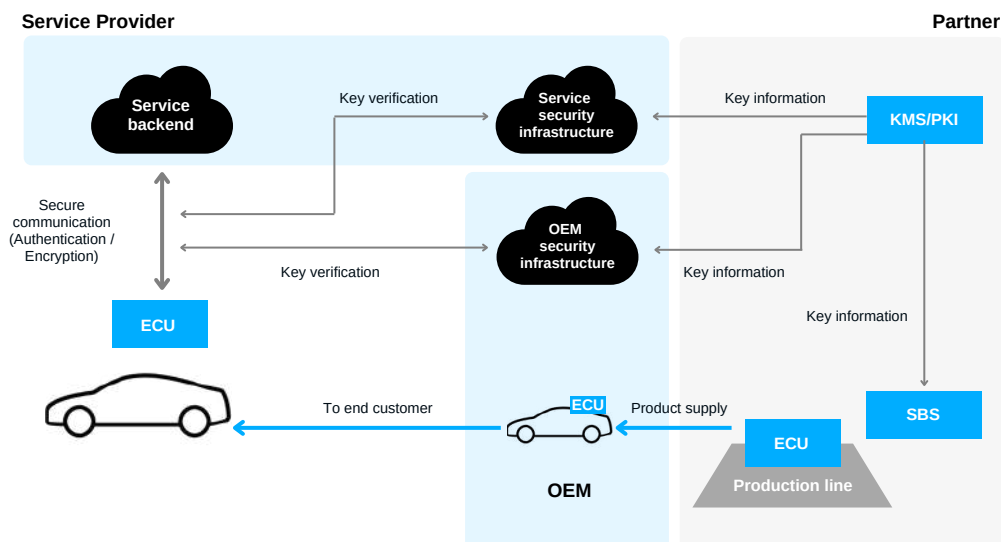 Service Provider
Partner
Service
backend
Key verification
Service
security
infrastructure
Key information
KMS/PKI
Secure
communication
(Authentication /
Encryption)
OEM
security
infrastructure
Key verification
Key information
ECU
Key information
To end customer
ECU
Product supply
SBS
ECU
Production line
OEM